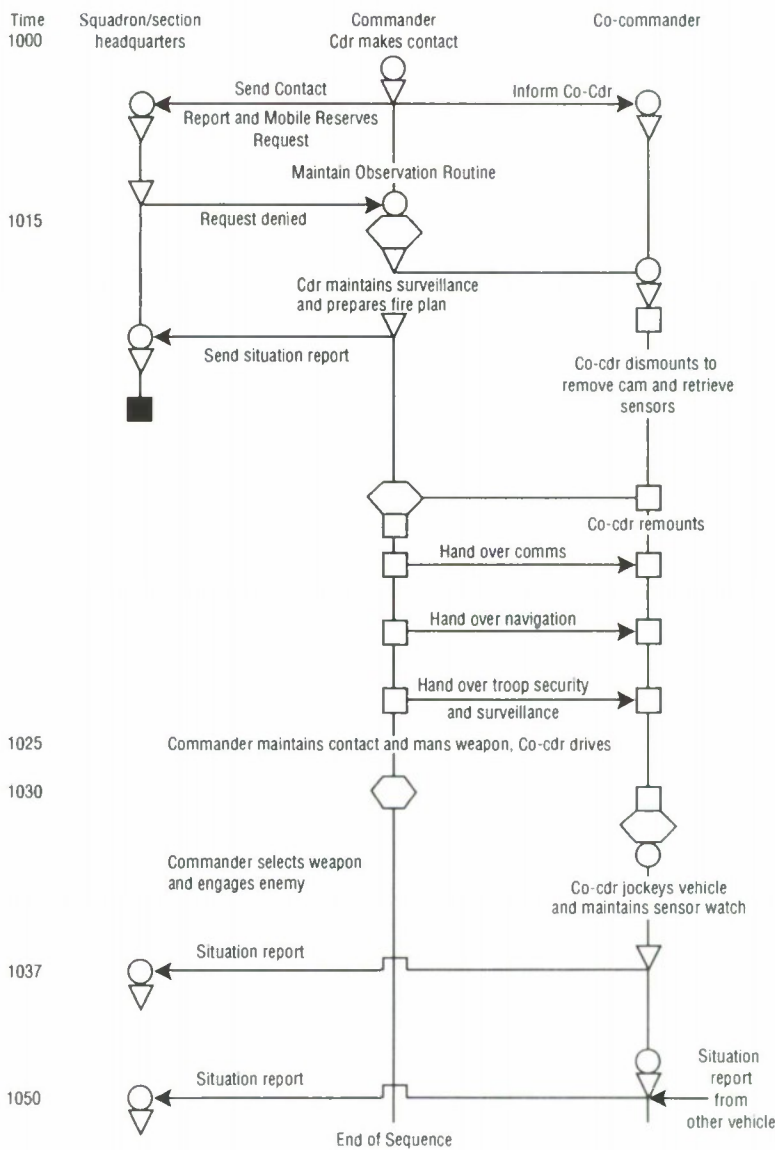 Time
Squadron/section
headquarters
Commander
Co-commander
1000
Cdr makes contact
Send Contact
Inform Co-Cdr
Report and Mobile Reserves
Request
Maintain Observation Routine
1015
Request denied
Cdr maintains surveillance
and prepares fire plan
Send situation report
Co-cdr dismounts to
remove cam and retrieve
sensors
Co-cdr remounts
Hand over comms
Hand over navigation
Hand over troop security
and surveillance
1025
Commander maintains contact and mans weapon, Co-cdr drives
1030
Commander selects weapon
and engages enemy
Co-cdr jockeys vehicle
and maintains sensor watch
Situation report
1037
Situation report
Situation
report
from
other vehicle
1050
End of Sequence